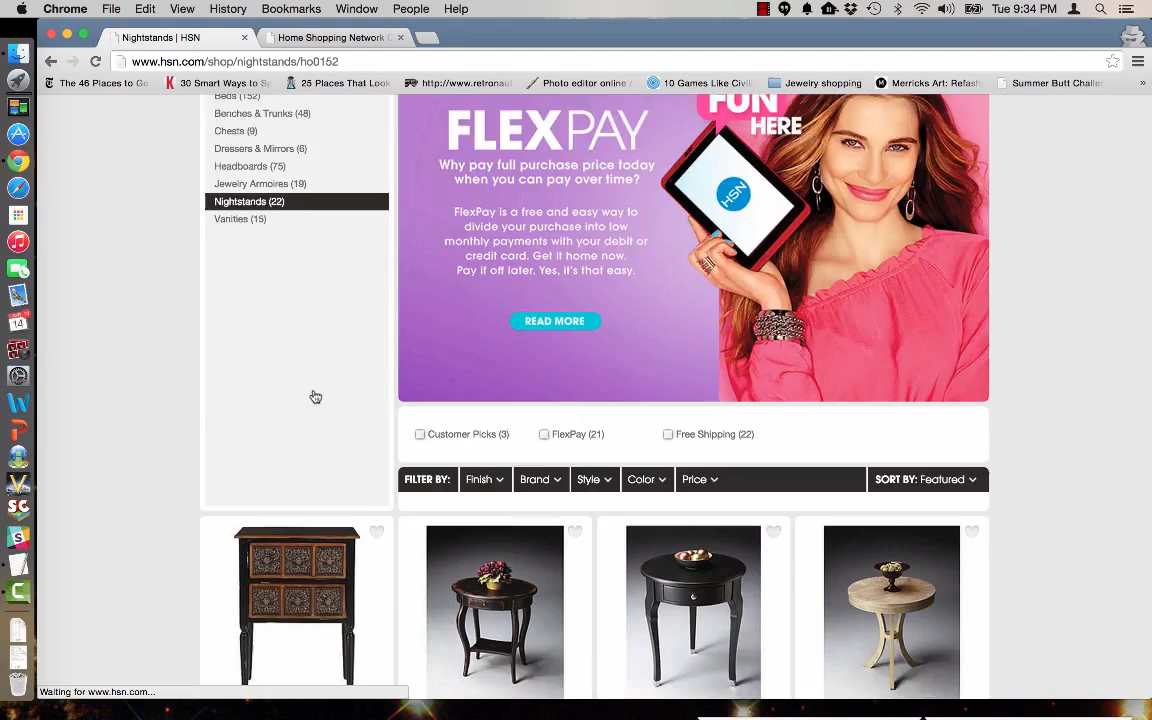 Chrome File Edit View History Bookmarks Window People Help
Tue 9:34 PM
Nightstands | HSN
Home Shopping Network
www.hsn.com/shop/nightstands/ho0152
The 46 Places to Go
30 Smart Ways to Sp
25 Places That Look
http://www.retronaut
Photo editor online /
10 Games Like Civili
Jewelry shopping
Merricks Art: Refash
Summer Butt Challen
»
Beds (152)
Benches & Trunks (48)
Chests (9)
Dressers & Mirrors (6)
Headboards (75)
Jewelry Armoires (19)
Nightstands (22)
Vanities (15)
FUN
HERE
FLEXPAY
Why pay full purchase price today
when you can pay over time?
FlexPay is a free and easy way to
divide your purchase into low
monthly payments with your debit or
credit card. Get it home now.
Pay it off later. Yes, it's that easy.
READ MORE
HSN
Customer Picks (3)
FlexPay (21)
Free Shipping (22)
FILTER BY: Finish Brand Style Color Price
SORT BY: Featured
14
SC
Waiting for www.hsn.com...